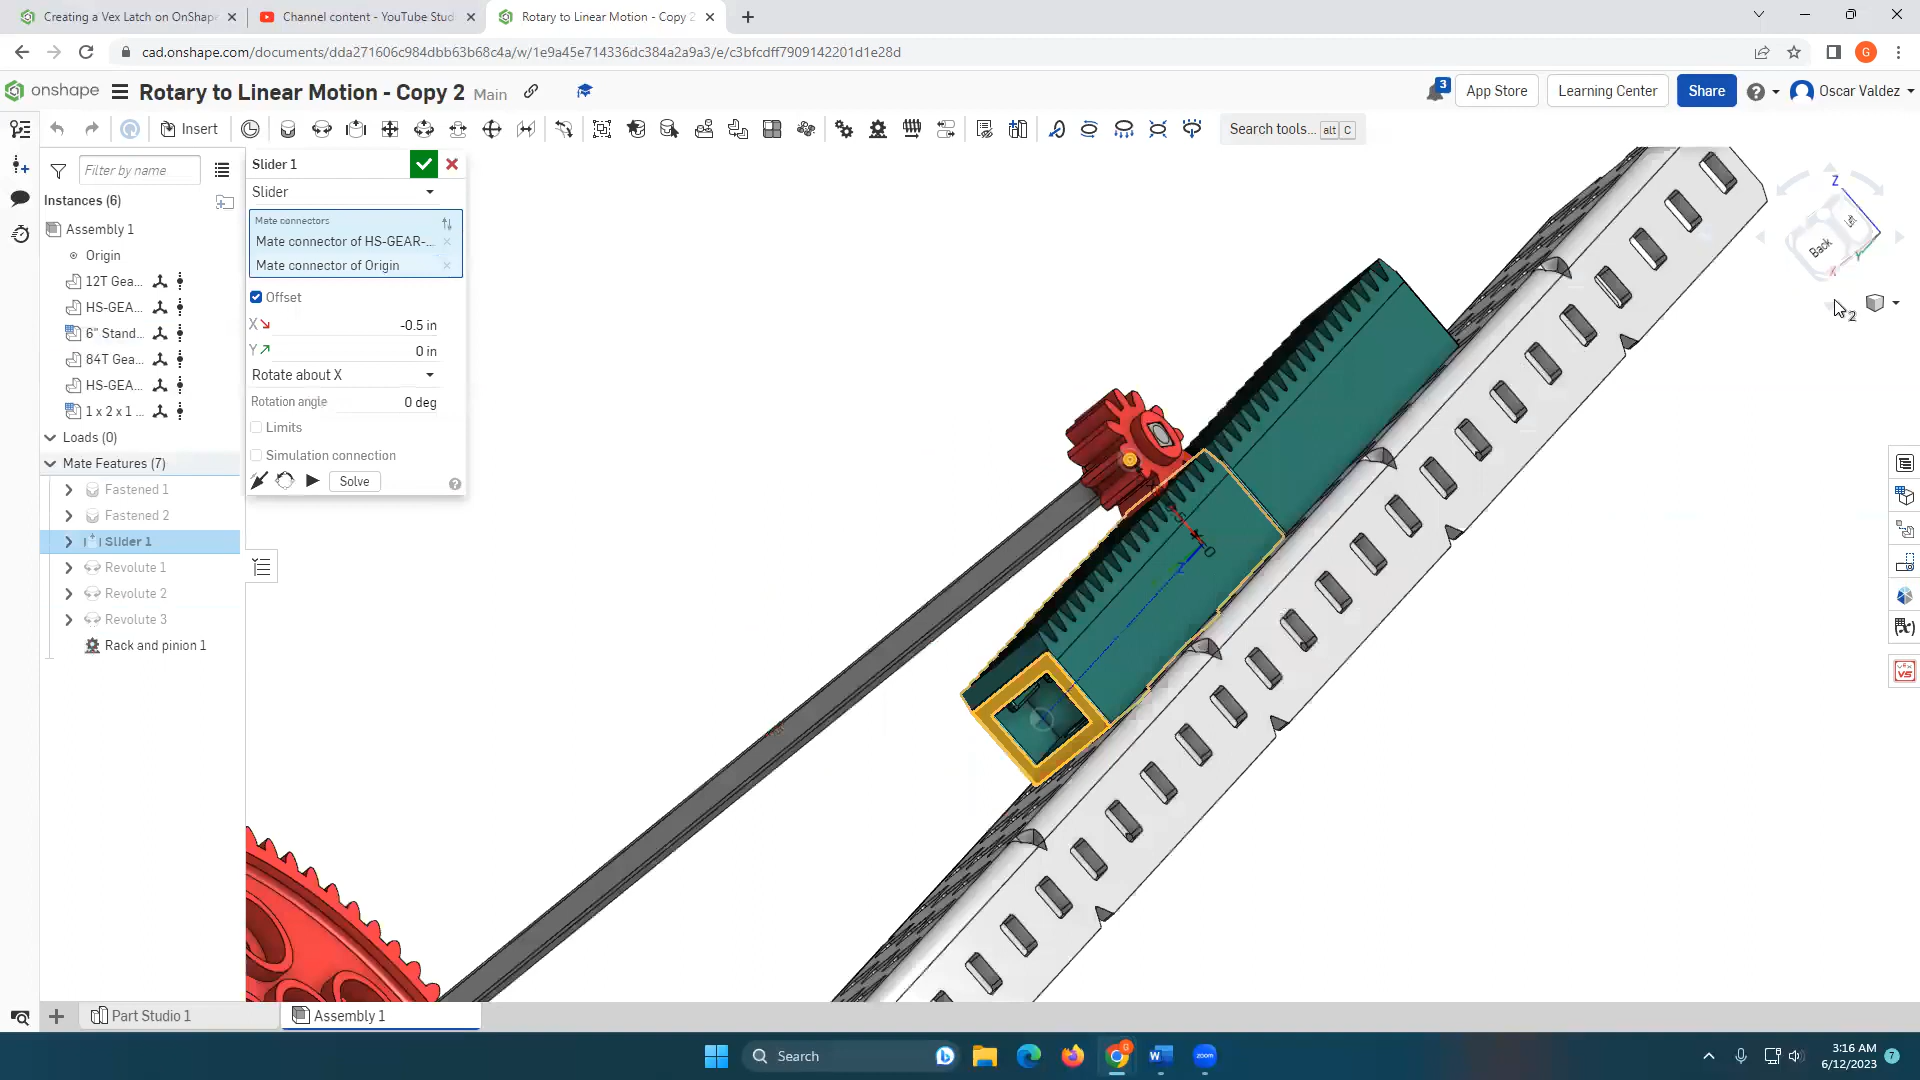 Creating a Vex Latch on OnShap
Channel content - YouTube Stud
Rotary to Linear Motion - Copy 2
cad.onshape.com/documents/dda271606c984dbb63b68c4a/w/1e9a45e714336dc384a2a9a3/e/c3bfcdff7909142201d1e28d
G
onshape
Rotary to Linear Motion - Copy 2
Main
3
App Store
Learning Center
Share
Oscar Valdez
Insert
Search tools... alt C
Filter by name
Instances (6)
Assembly 1
Origin
12T Gea...
HS-GEA...
6" Stand...
84T Gea...
HS-GEA...
1 x 2 x 1 ...
Loads (0)
Mate Features (7)
Fastened 1
Fastened 2
Slider 1
Revolute 1
Revolute 2
Revolute 3
Rack and pinion 1
Slider 1
Slider
Mate connectors
Mate connector of HS-GEAR-...
Mate connector of Origin
Offset
X -0.5 in
Y 0 in
Rotate about X
Rotation angle 0 deg
Limits
Simulation connection
Solve
Z
Back
Left
X
Y
2
Z
Part Studio 1
Assembly 1
Search
zoom
3:16 AM
6/12/2023
7